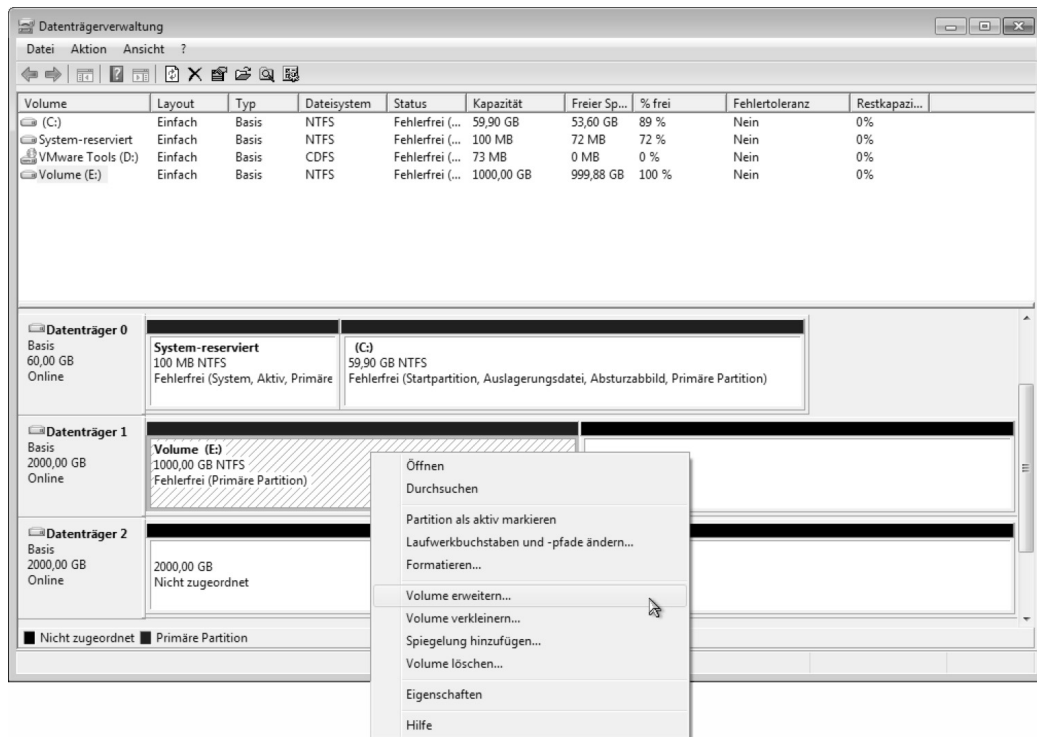 Datenträgerverwaltung
Datei Aktion Ansicht ?
Volume Layout Typ Dateisystem Status Kapazität Freier Sp... % frei Fehlertoleranz Restkapazi...
(C:) Einfach Basis NTFS Fehlerfrei (... 59,90 GB 53,60 GB 89 % Nein 0%
System-reserviert Einfach Basis NTFS Fehlerfrei (... 100 MB 72 MB 72 % Nein 0%
VMware Tools (D:) Einfach Basis CDFS Fehlerfrei (... 73 MB 0 MB 0 % Nein 0%
Volume (E:) Einfach Basis NTFS Fehlerfrei (... 1000,00 GB 999,88 GB 100 % Nein 0%
Datenträger 0
Basis
60,00 GB
Online
System-reserviert
100 MB NTFS
Fehlerfrei (System, Aktiv, Primäre
(C:)
59,90 GB NTFS
Fehlerfrei (Startpartition, Auslagerungsdatei, Absturzabbild, Primäre Partition)
Datenträger 1
Basis
2000,00 GB
Online
Volume (E:)
1000,00 GB NTFS
Fehlerfrei (Primäre Partition)
Datenträger 2
Basis
2000,00 GB
Online
2000,00 GB
Nicht zugeordnet
Öffnen
Durchsuchen
Partition als aktiv markieren
Laufwerkbuchstaben und -pfade ändern...
Formatieren...
Volume erweitern...
Volume verkleinern...
Spiegelung hinzufügen...
Volume löschen...
Eigenschaften
Hilfe
Nicht zugeordnet Primäre Partition